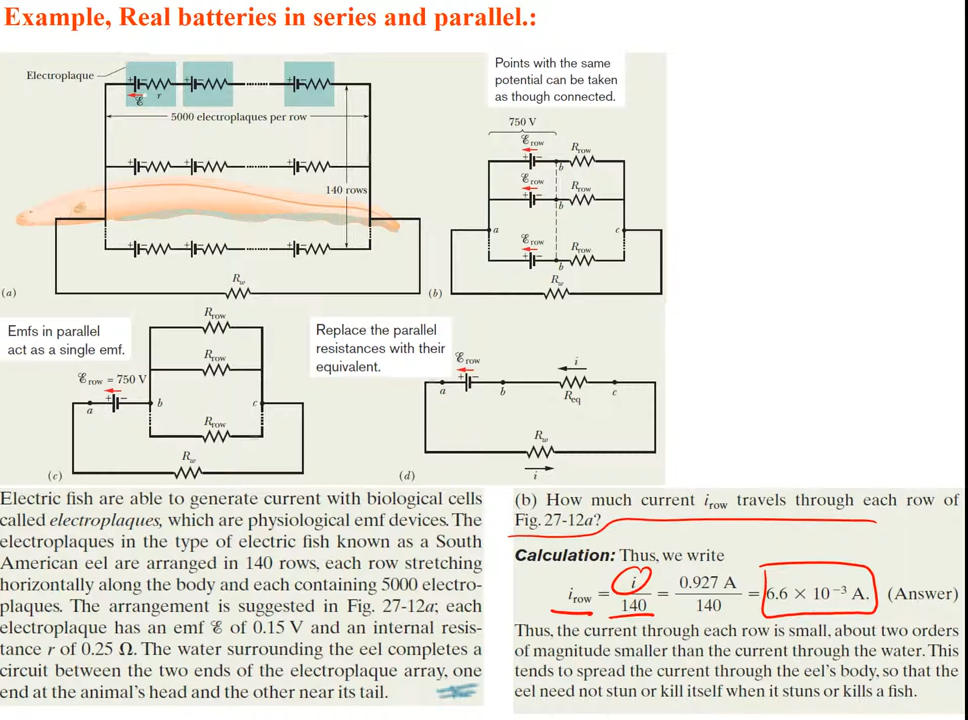 Example, Real batteries in series and parallel.:
Electroplaque
+ − + − + −
ℰ r
5000 electroplaques per row
+ − + − + −
140 rows
+ − + − + −
R_w
(a)
Points with the same
potential can be taken
as though connected.
750 V
ℰ_row R_row
+ − b
ℰ_row R_row
+ − b
a c
ℰ_row R_row
+ − b
R_w
(b)
Emfs in parallel
act as a single emf.
R_row
R_row
ℰ_row = 750 V
+ −
a b c
R_row
R_w
(c)
Replace the parallel
resistances with their
equivalent.
ℰ_row
+ − i
a b R_eq c
R_w
i
(d)
Electric fish are able to generate current with biological cells
called electroplaques, which are physiological emf devices. The
electroplaques in the type of electric fish known as a South
American eel are arranged in 140 rows, each row stretching
horizontally along the body and each containing 5000 electro-
plaques. The arrangement is suggested in Fig. 27-12a; each
electroplaque has an emf ℰ of 0.15 V and an internal resis-
tance r of 0.25 Ω. The water surrounding the eel completes a
circuit between the two ends of the electroplaque array, one
end at the animal's head and the other near its tail.
(b) How much current i_row travels through each row of
Fig. 27-12a?
Calculation: Thus, we write
i_row = i/140 = 0.927 A/140 = 6.6 × 10⁻³ A. (Answer)
Thus, the current through each row is small, about two orders
of magnitude smaller than the current through the water. This
tends to spread the current through the eel's body, so that the
eel need not stun or kill itself when it stuns or kills a fish.